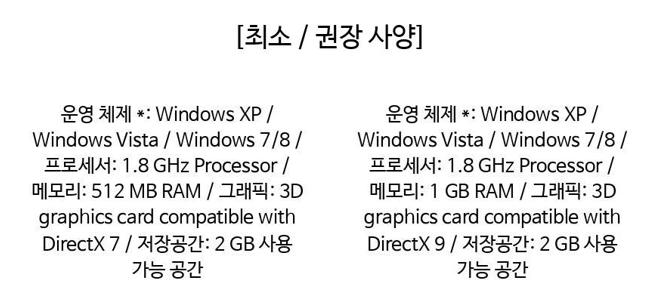 [최소 / 권장 사양]
운영 체제 *: Windows XP /
Windows Vista / Windows 7/8 /
프로세서: 1.8 GHz Processor /
메모리: 512 MB RAM / 그래픽: 3D
graphics card compatible with
DirectX 7 / 저장공간: 2 GB 사용
가능 공간
운영 체제 *: Windows XP /
Windows Vista / Windows 7/8 /
프로세서: 1.8 GHz Processor /
메모리: 1 GB RAM / 그래픽: 3D
graphics card compatible with
DirectX 9 / 저장공간: 2 GB 사용
가능 공간